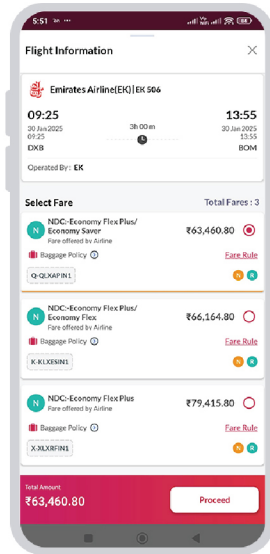 5:51
Flight Information
Emirates Airline(EK)|EK 506
09:25
13:55
30 Jan 2025
3h 00 m
30 Jan 2025
09:25
13:55
DXB
BOM
Operated By: EK
Select Fare
Total Fares : 3
NDC:-Economy Flex Plus/
N
Economy Saver
₹63,460.80
Fare offered by Airline
Baggage Policy
Fare Rule
Q-QLXAPIN1
N R
NDC:-Economy Flex Plus/
N
Economy Flex
₹66,164.80
Fare offered by Airline
Baggage Policy
Fare Rule
K-KLXESIN1
N R
N
NDC:-Economy Flex Plus
₹79,415.80
Fare offered by Airline
Baggage Policy
Fare Rule
X-XLXRFIN1
N R
Total Amount
₹63,460.80
Proceed